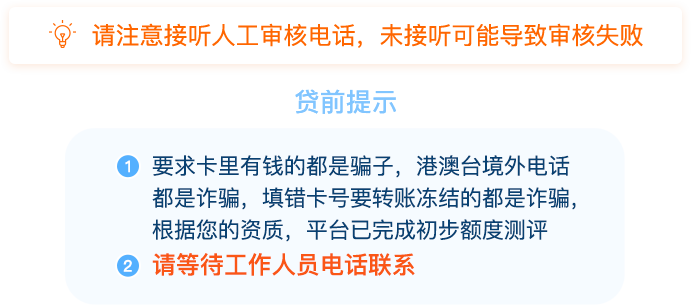 请注意接听人工审核电话，未接听可能导致审核失败
贷前提示
1 要求卡里有钱的都是骗子，港澳台境外电话
都是诈骗，填错卡号要转账冻结的都是诈骗，
根据您的资质，平台已完成初步额度测评
2 请等待工作人员电话联系